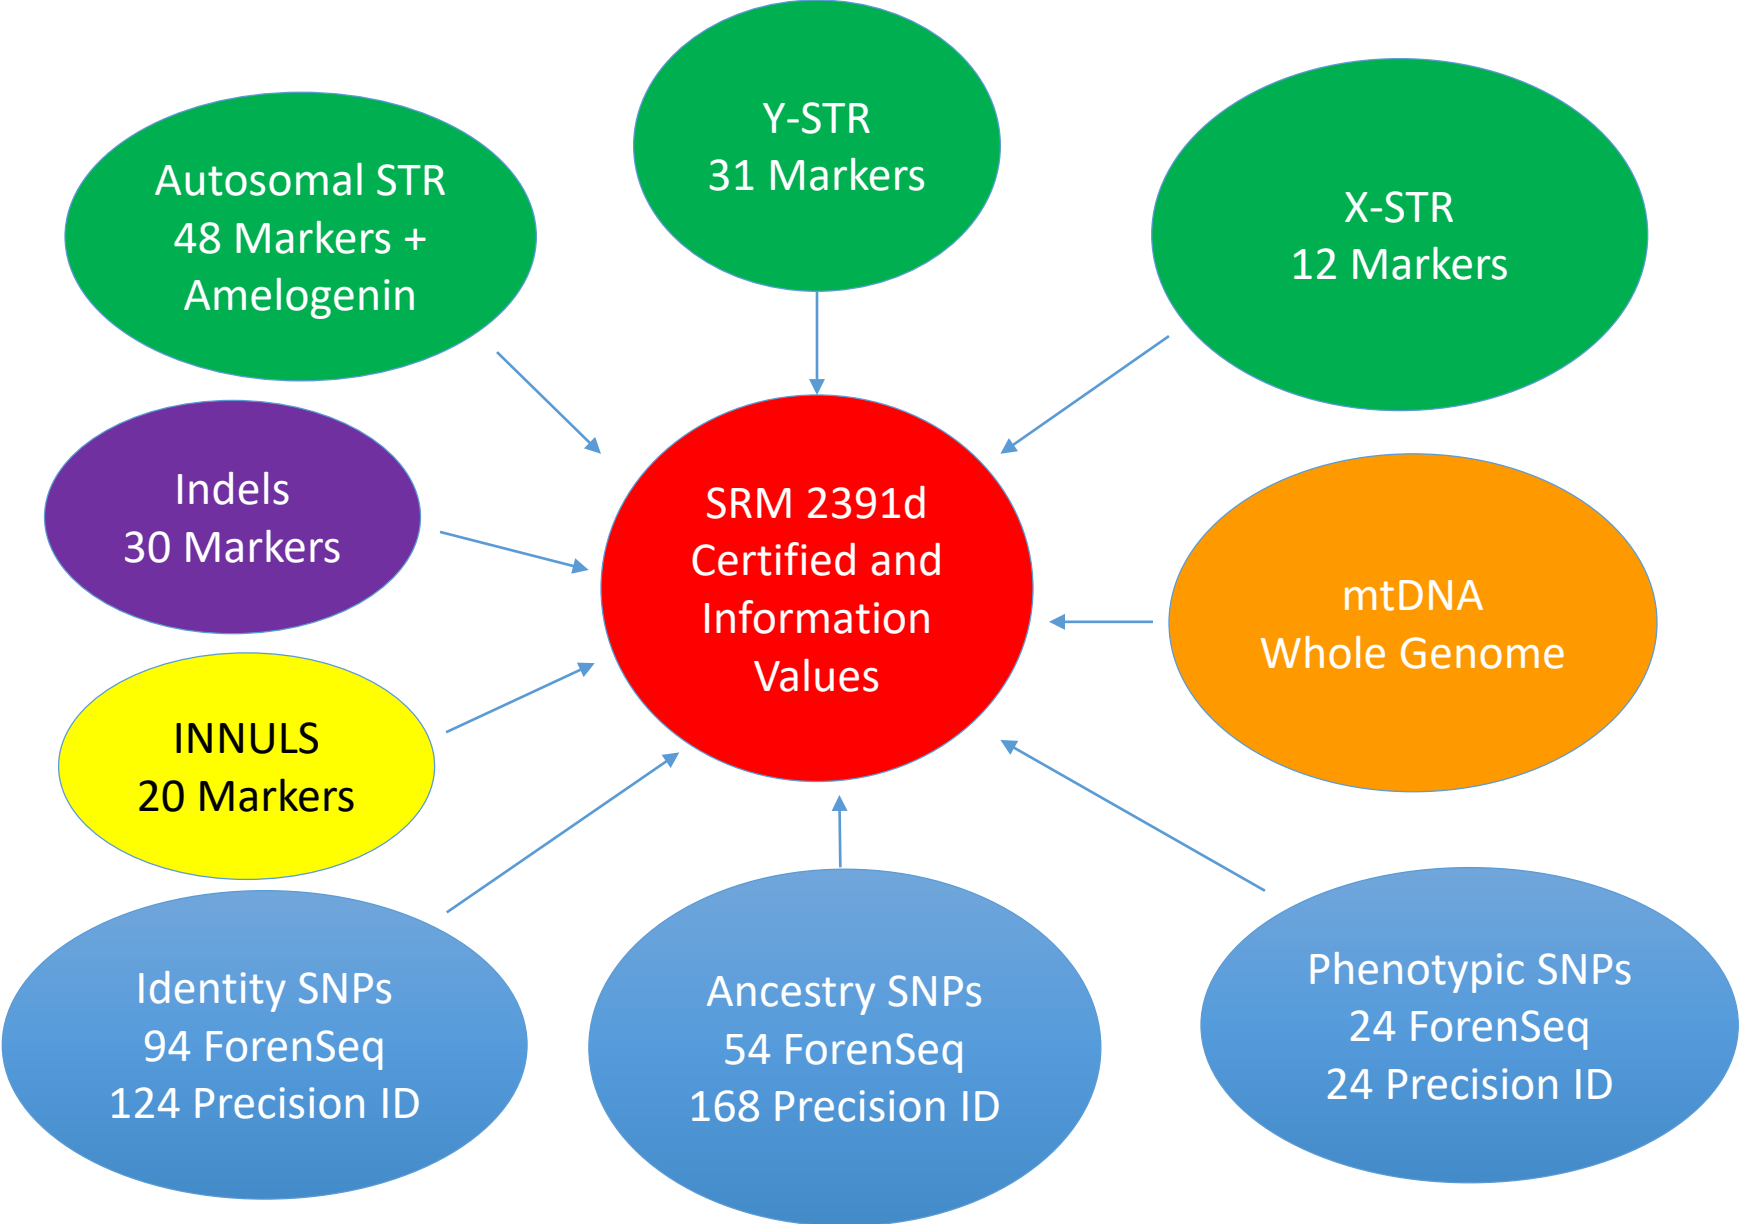 Y-STR
31 Markers
Autosomal STR
48 Markers +
Amelogenin
X-STR
12 Markers
Indels
30 Markers
SRM 2391d
Certified and
Information
Values
mtDNA
Whole Genome
INNULS
20 Markers
Identity SNPs
94 ForenSeq
124 Precision ID
Ancestry SNPs
54 ForenSeq
168 Precision ID
Phenotypic SNPs
24 ForenSeq
24 Precision ID